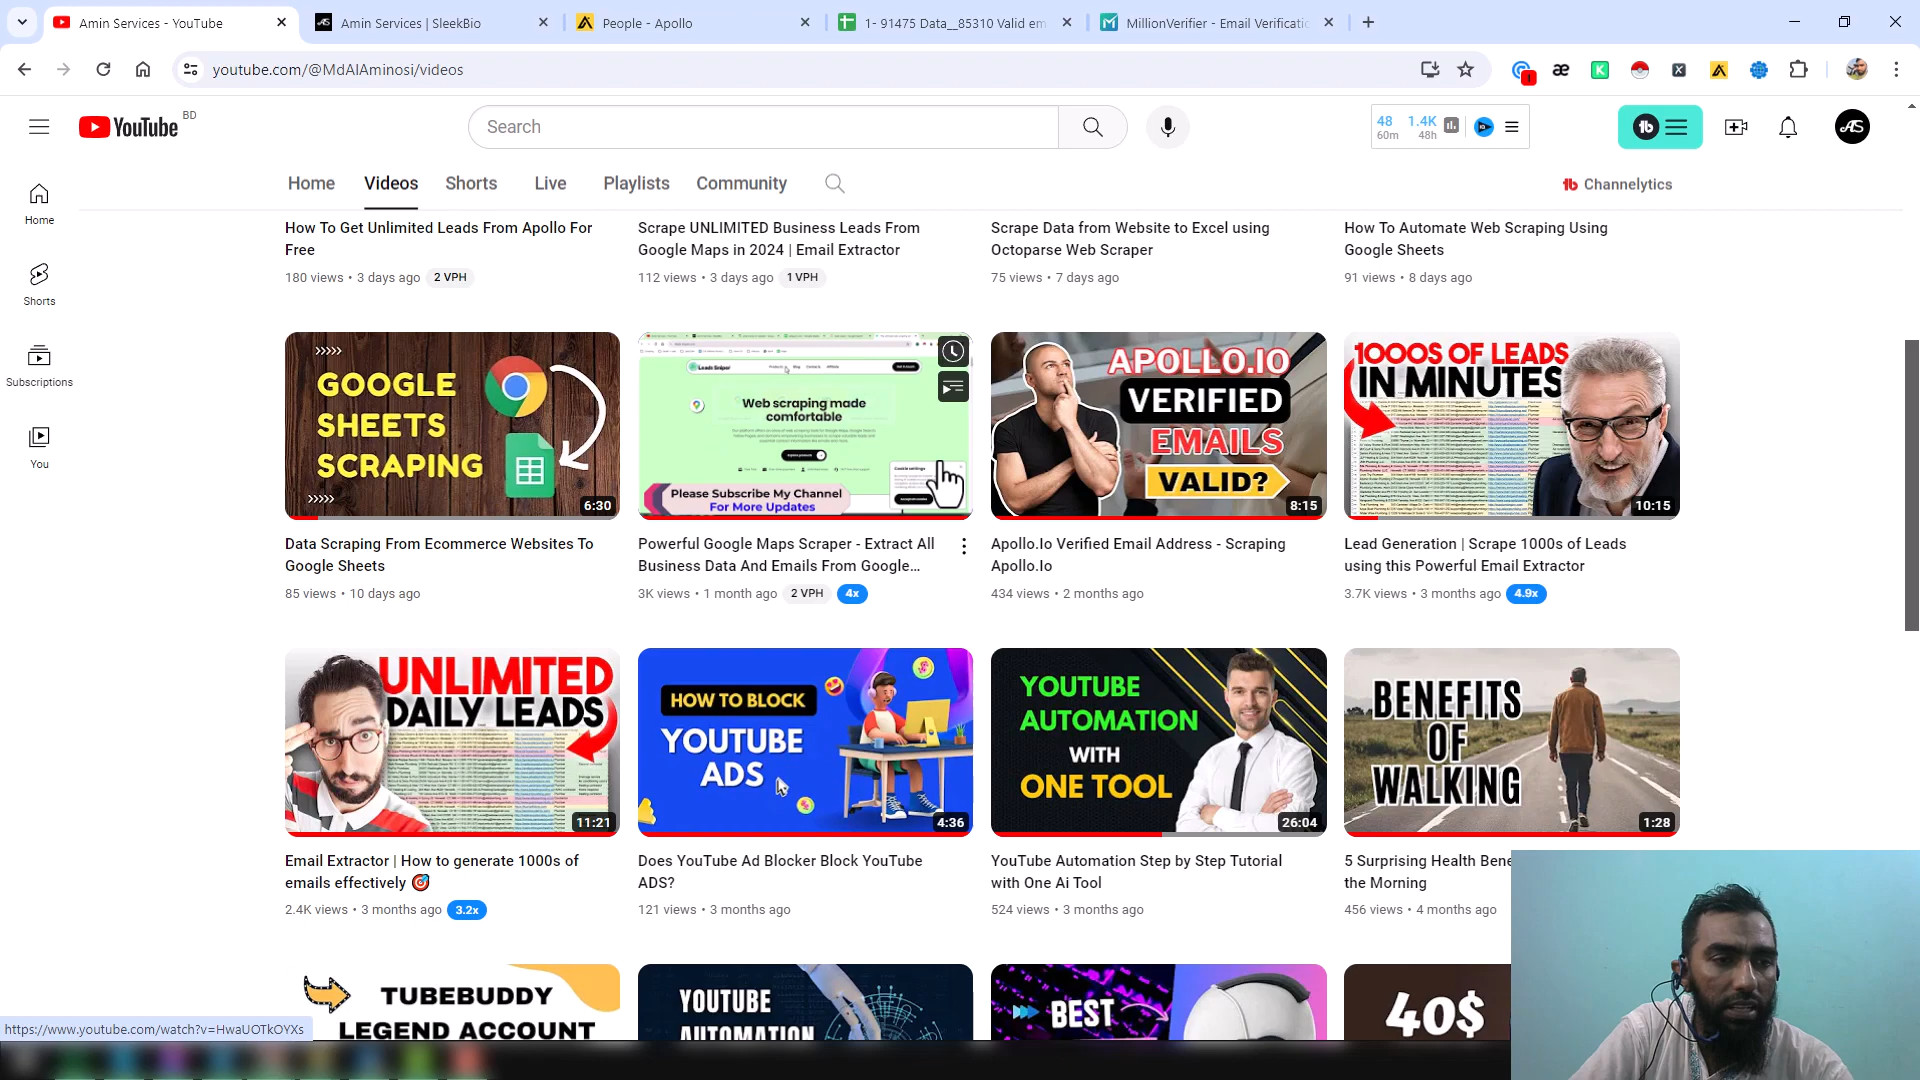 Amin Services - YouTube
Amin Services | SleekBio
People - Apollo
1- 91475 Data__85310 Valid em
MillionVerifier - Email Verificatic
youtube.com/@MdAlAminosi/videos
YouTube BD
Search
48 1.4K
60m 48h
Home Videos Shorts Live Playlists Community
Channelytics
Home
Shorts
Subscriptions
You
How To Get Unlimited Leads From Apollo For
Free
180 views • 3 days ago 2 VPH
Scrape UNLIMITED Business Leads From
Google Maps in 2024 | Email Extractor
112 views • 3 days ago 1 VPH
Scrape Data from Website to Excel using
Octoparse Web Scraper
75 views • 7 days ago
How To Automate Web Scraping Using
Google Sheets
91 views • 8 days ago
GOOGLE
SHEETS
SCRAPING
6:30
Leads Sniper
Web scraping made
comfortable
Please Subscribe My Channel
For More Updates
APOLLO.IO
VERIFIED
EMAILS
VALID?
8:15
1000S OF LEADS
IN MINUTES
10:15
Data Scraping From Ecommerce Websites To
Google Sheets
85 views • 10 days ago
Powerful Google Maps Scraper - Extract All
Business Data And Emails From Google...
3K views • 1 month ago 2 VPH 4x
Apollo.Io Verified Email Address - Scraping
Apollo.Io
434 views • 2 months ago
Lead Generation | Scrape 1000s of Leads
using this Powerful Email Extractor
3.7K views • 3 months ago 4.9x
UNLIMITED
DAILY LEADS
11:21
HOW TO BLOCK
YOUTUBE
ADS
4:36
YOUTUBE
AUTOMATION
WITH
ONE TOOL
26:04
BENEFITS
OF
WALKING
1:28
Email Extractor | How to generate 1000s of
emails effectively 🎯
2.4K views • 3 months ago 3.2x
Does YouTube Ad Blocker Block YouTube
ADS?
121 views • 3 months ago
YouTube Automation Step by Step Tutorial
with One Ai Tool
524 views • 3 months ago
5 Surprising Health Bene
the Morning
456 views • 4 months ago
TUBEBUDDY
LEGEND ACCOUNT
YOUTUBE
AUTOMATION
BEST
40$
https://www.youtube.com/watch?v=HwaUOTkOYXs